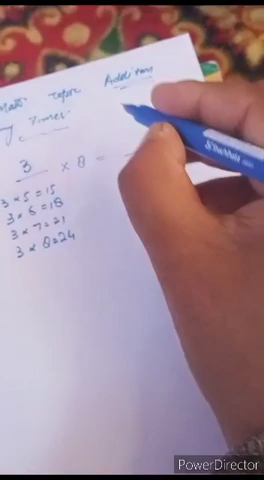 Math Topic Addition
Times
3 × 8 =
3 × 5 = 15
3 × 6 = 18
3 × 7 = 21
3 × 8 = 24
PowerDirector